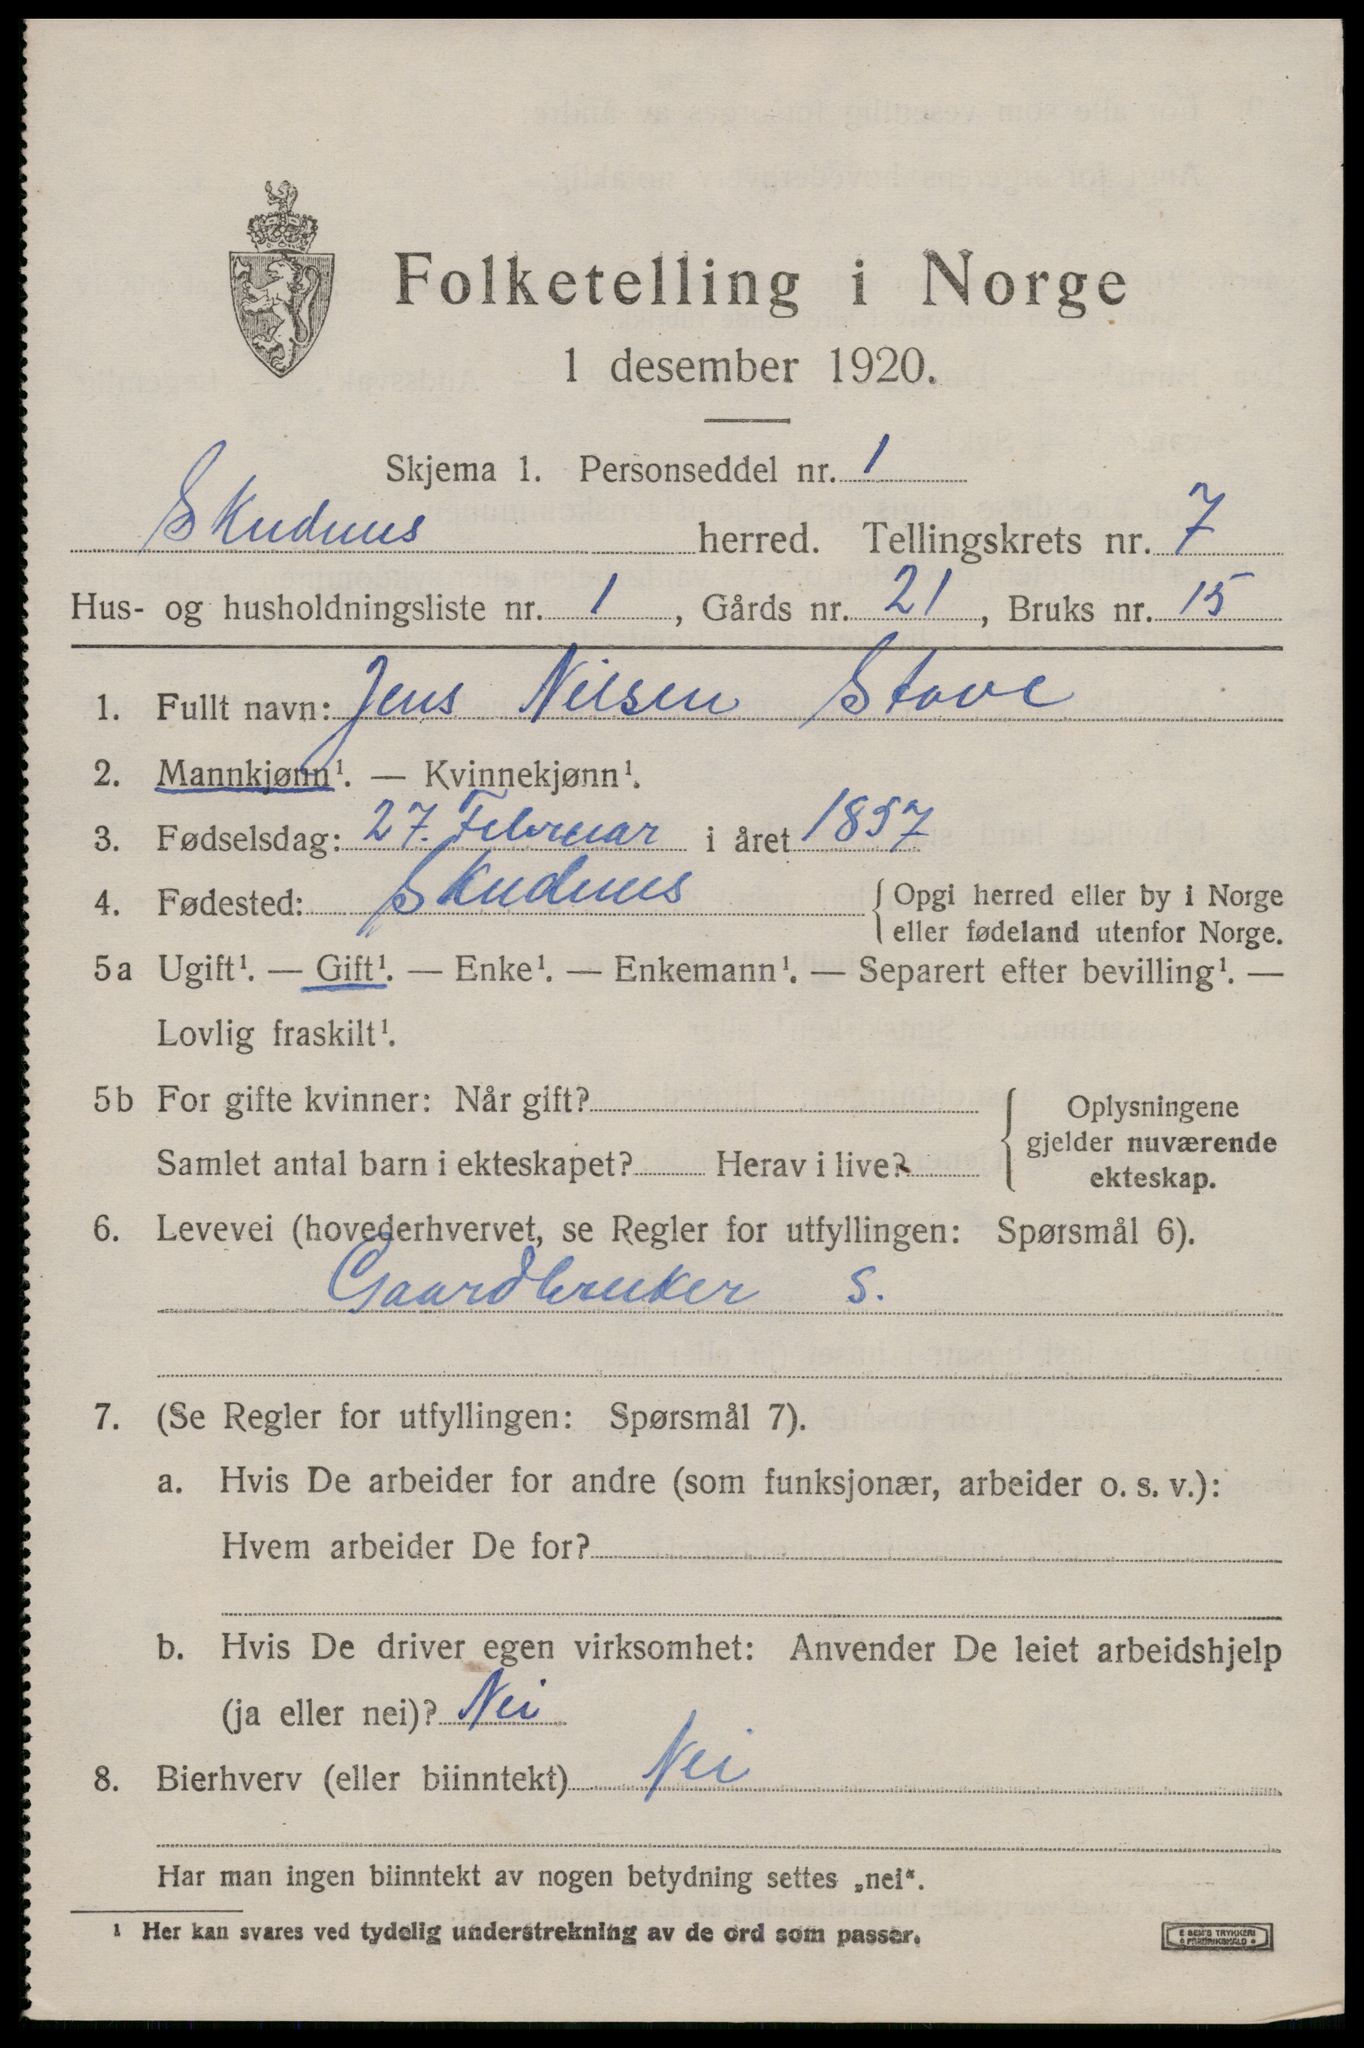 Folketelling i Norge
1 desember 1920.
Skjema 1. Personseddel nr. 1
Skudnes herred. Tellingskrets nr. 7
Hus- og husholdningsliste nr. 1, Gårds nr. 21, Bruks nr. 15
1. Fullt navn: Jens Nilsen Stave
2. Mannkjønn¹. — Kvinnekjønn¹.
3. Fødselsdag: 27. Februar i året 1897
4. Fødested: Skudnes { Opgi herred eller by i Norge
eller fødeland utenfor Norge.
5a Ugift¹. — Gift¹. — Enke¹. — Enkemann¹. — Separert efter bevilling¹. —
Lovlig fraskilt¹.
5b For gifte kvinner: Når gift?
Samlet antal barn i ekteskapet? Herav i live?
Oplysningene
gjelder nuværende
ekteskap.
6. Levevei (hovederhvervet, se Regler for utfyllingen: Spørsmål 6).
Gaardbruker s.
7. (Se Regler for utfyllingen: Spørsmål 7).
a. Hvis De arbeider for andre (som funksjonær, arbeider o. s. v.):
Hvem arbeider De for?
b. Hvis De driver egen virksomhet: Anvender De leiet arbeidshjelp
(ja eller nei)? Nei
8. Bierhverv (eller biinntekt) Nei
Har man ingen biinntekt av nogen betydning settes „nei“.
¹ Her kan svares ved tydelig understrekning av de ord som passer.
E SEM'S TRYKKERI
FREDRIKSHALD